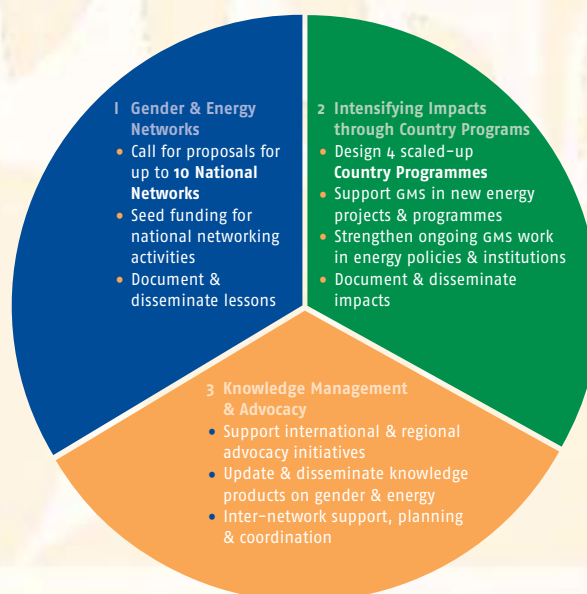 1 Gender & Energy
Networks
• Call for proposals for
up to 10 National
Networks
• Seed funding for
national networking
activities
• Document &
disseminate lessons
2 Intensifying Impacts
through Country Programs
• Design 4 scaled-up
Country Programmes
• Support GMS in new energy
projects & programmes
• Strengthen ongoing GMS work
in energy policies & institutions
• Document & disseminate
impacts
3 Knowledge Management
& Advocacy
• Support international & regional
advocacy initiatives
• Update & disseminate knowledge
products on gender & energy
• Inter-network support, planning
& coordination